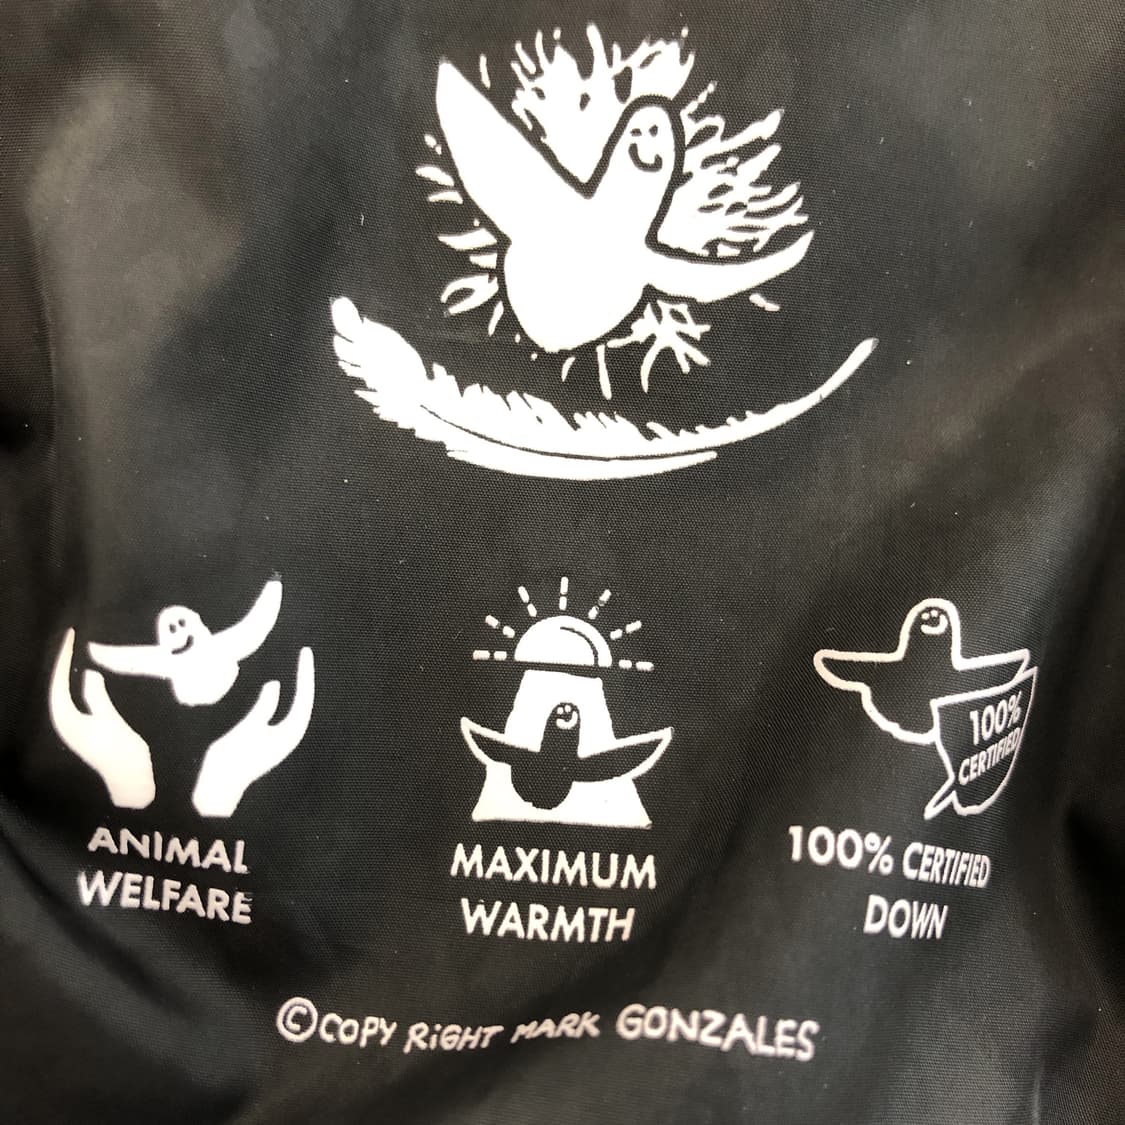 100%
CERTIFIED
ANIMAL
WELFARE
MAXIMUM
WARMTH
100% CERTIFIED
DOWN
©COPY RiGHT MARK GONZALES